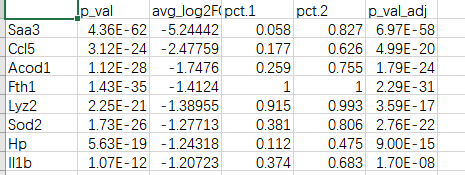 p_val avg_log2F( pct.1 pct.2 p_val_adj
Saa3 4.36E-62 -5.24442 0.058 0.827 6.97E-58
Ccl5 3.12E-24 -2.47759 0.177 0.626 4.99E-20
Acod1 1.12E-28 -1.7476 0.259 0.755 1.79E-24
Fth1 1.43E-35 -1.4124 1 1 2.29E-31
Lyz2 2.25E-21 -1.38955 0.915 0.993 3.59E-17
Sod2 1.73E-26 -1.27713 0.381 0.806 2.76E-22
Hp 5.63E-19 -1.24318 0.112 0.475 9.00E-15
Il1b 1.07E-12 -1.20723 0.374 0.683 1.70E-08